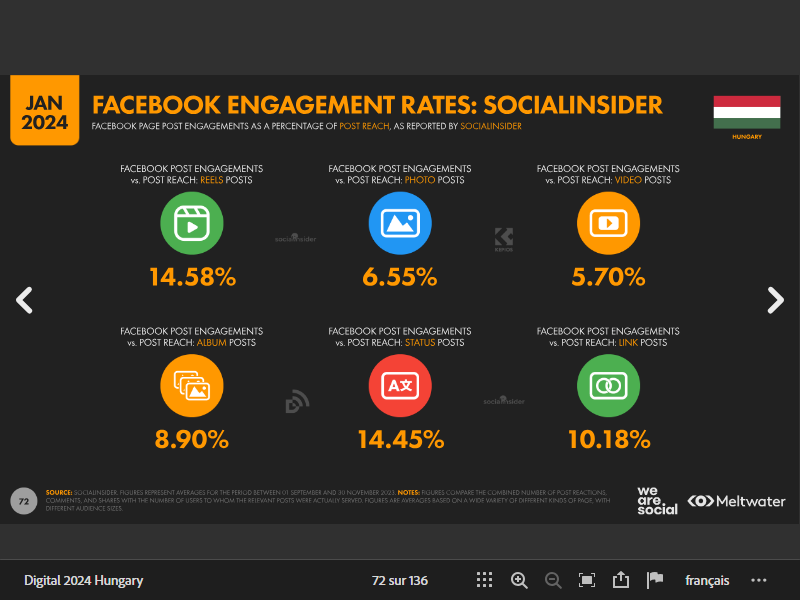 JAN
2024
FACEBOOK ENGAGEMENT RATES: SOCIALINSIDER
FACEBOOK PAGE POST ENGAGEMENTS AS A PERCENTAGE OF POST REACH, AS REPORTED BY SOCIALINSIDER
HUNGARY
FACEBOOK POST ENGAGEMENTS
vs. POST REACH: REELS POSTS
14.58%
FACEBOOK POST ENGAGEMENTS
vs. POST REACH: PHOTO POSTS
6.55%
FACEBOOK POST ENGAGEMENTS
vs. POST REACH: VIDEO POSTS
5.70%
socialinsider
KEPIOS
FACEBOOK POST ENGAGEMENTS
vs. POST REACH: ALBUM POSTS
8.90%
FACEBOOK POST ENGAGEMENTS
vs. POST REACH: STATUS POSTS
A文
14.45%
FACEBOOK POST ENGAGEMENTS
vs. POST REACH: LINK POSTS
10.18%
socialinsider
72
SOURCE: SOCIALINSIDER. FIGURES REPRESENT AVERAGES FOR THE PERIOD BETWEEN 01 SEPTEMBER AND 30 NOVEMBER 2023. NOTES: FIGURES COMPARE THE COMBINED NUMBER OF POST REACTIONS,
COMMENTS, AND SHARES WITH THE NUMBER OF USERS TO WHOM THE RELEVANT POSTS WERE ACTUALLY SERVED. FIGURES ARE AVERAGES BASED ON A WIDE VARIETY OF DIFFERENT KINDS OF PAGE, WITH
DIFFERENT AUDIENCE SIZES.
we
are
social
Meltwater
Digital 2024 Hungary
72 sur 136
français